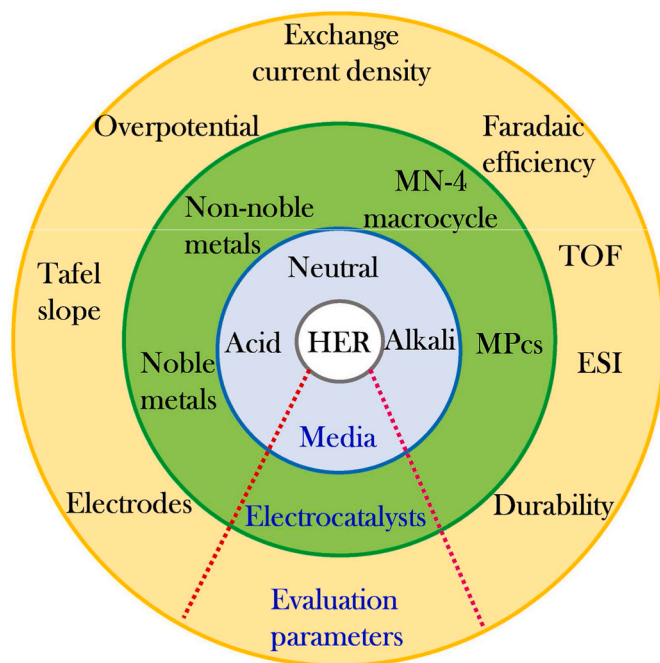 Exchange
current density
Overpotential
Faradaic
efficiency
MN-4
macrocycle
Non-noble
metals
TOF
Tafel
slope
Neutral
Acid
HER
Alkali
MPcs
ESI
Noble
metals
Media
Electrodes
Electrocatalysts
Durability
Evaluation
parameters